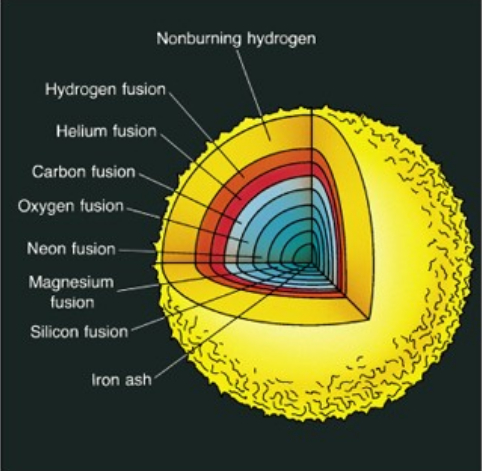 Nonburning hydrogen
Hydrogen fusion
Helium fusion
Carbon fusion
Oxygen fusion
Neon fusion
Magnesium
fusion
Silicon fusion
Iron ash